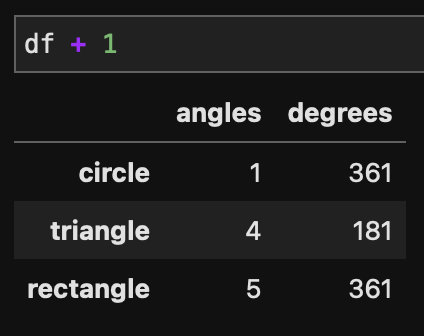 df + 1
angles degrees
circle 1 361
triangle 4 181
rectangle 5 361